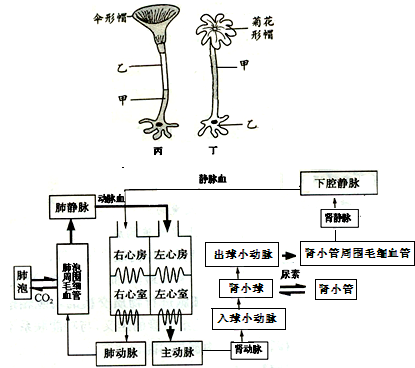 伞形帽
菊花形帽
乙
甲
甲
乙
丙
丁
静脉血
下腔静脉
动脉血
肺静脉
肾静脉
肺泡
CO₂
肺泡周围毛细血管
右心房
左心房
右心室
左心室
出球小动脉
肾小管周围毛细血管
尿素
肾小球
肾小管
入球小动脉
肺动脉
主动脉
肾动脉